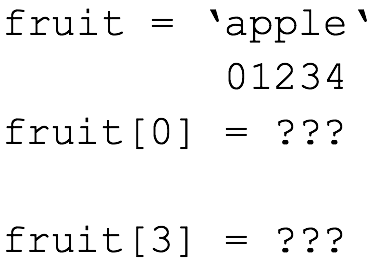 fruit = ‛apple‛
01234
fruit[0] = ???
fruit[3] = ???